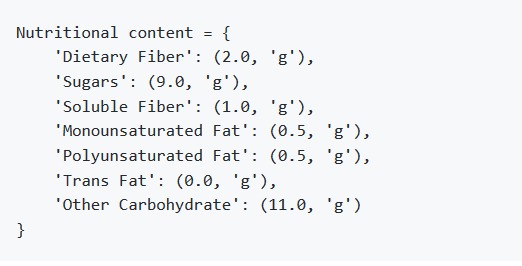 Nutritional content = {
    'Dietary Fiber': (2.0, 'g'),
    'Sugars': (9.0, 'g'),
    'Soluble Fiber': (1.0, 'g'),
    'Monounsaturated Fat': (0.5, 'g'),
    'Polyunsaturated Fat': (0.5, 'g'),
    'Trans Fat': (0.0, 'g'),
    'Other Carbohydrate': (11.0, 'g')
}